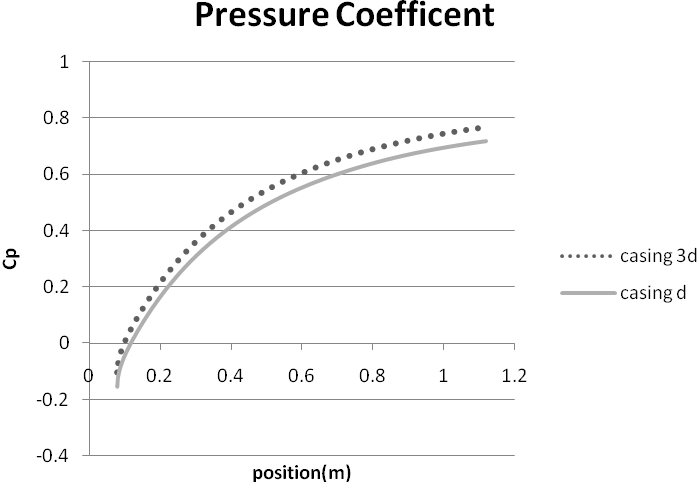 Pressure Coefficent
1
0.8
0.6
0.4
0.2
0
-0.2
-0.4
0 0.2 0.4 0.6 0.8 1 1.2
Cp
position(m)
casing 3d
casing d